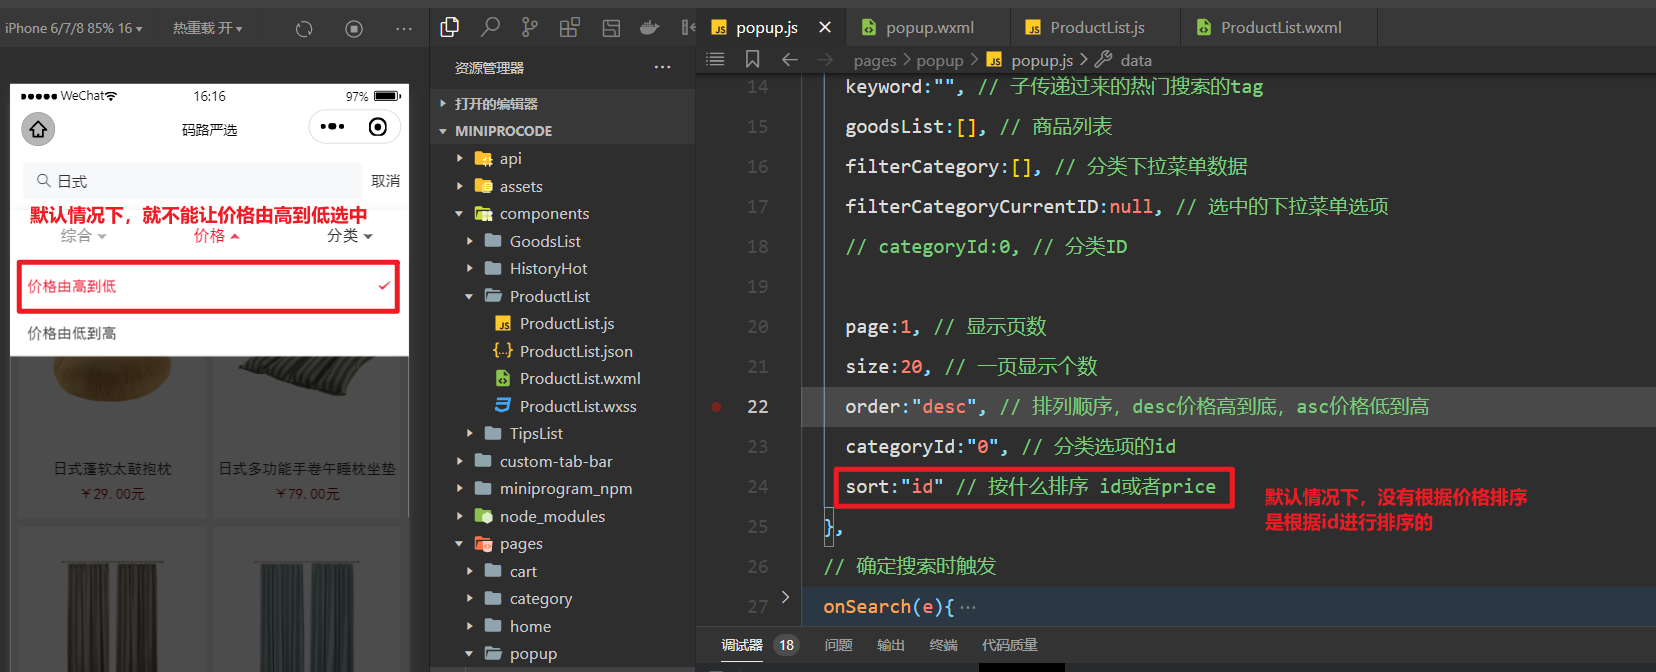 iPhone 6/7/8 85% 16
热重载 开
WeChat
16:16
97%
码路严选
日式
取消
默认情况下，就不能让价格由高到低选中
综合
价格
分类
价格由高到低
价格由低到高
日式蓬软太鼓抱枕
￥29.00元
日式多功能手卷午睡枕坐垫
￥79.00元
资源管理器
打开的编辑器
MINIPROCODE
api
assets
components
GoodsList
HistoryHot
ProductList
ProductList.js
ProductList.json
ProductList.wxml
ProductList.wxss
TipsList
custom-tab-bar
miniprogram_npm
node_modules
pages
cart
category
home
popup
popup.js
popup.wxml
ProductList.js
ProductList.wxml
pages > popup > JS popup.js > data
14 keyword:"", // 子传递过来的热门搜索的tag
15 goodsList:[], // 商品列表
16 filterCategory:[], // 分类下拉菜单数据
17 filterCategoryCurrentID:null, // 选中的下拉菜单选项
18 // categoryId:0, // 分类ID
19
20 page:1, // 显示页数
21 size:20, // 一页显示个数
22 order:"desc", // 排列顺序，desc价格高到底，asc价格低到高
23 categoryId:"0", // 分类选项的id
24 sort:"id" // 按什么排序 id或者price
默认情况下，没有根据价格排序
是根据id进行排序的
25 },
26 // 确定搜索时触发
27 onSearch(e){ ···
调试器 18 问题 输出 终端 代码质量